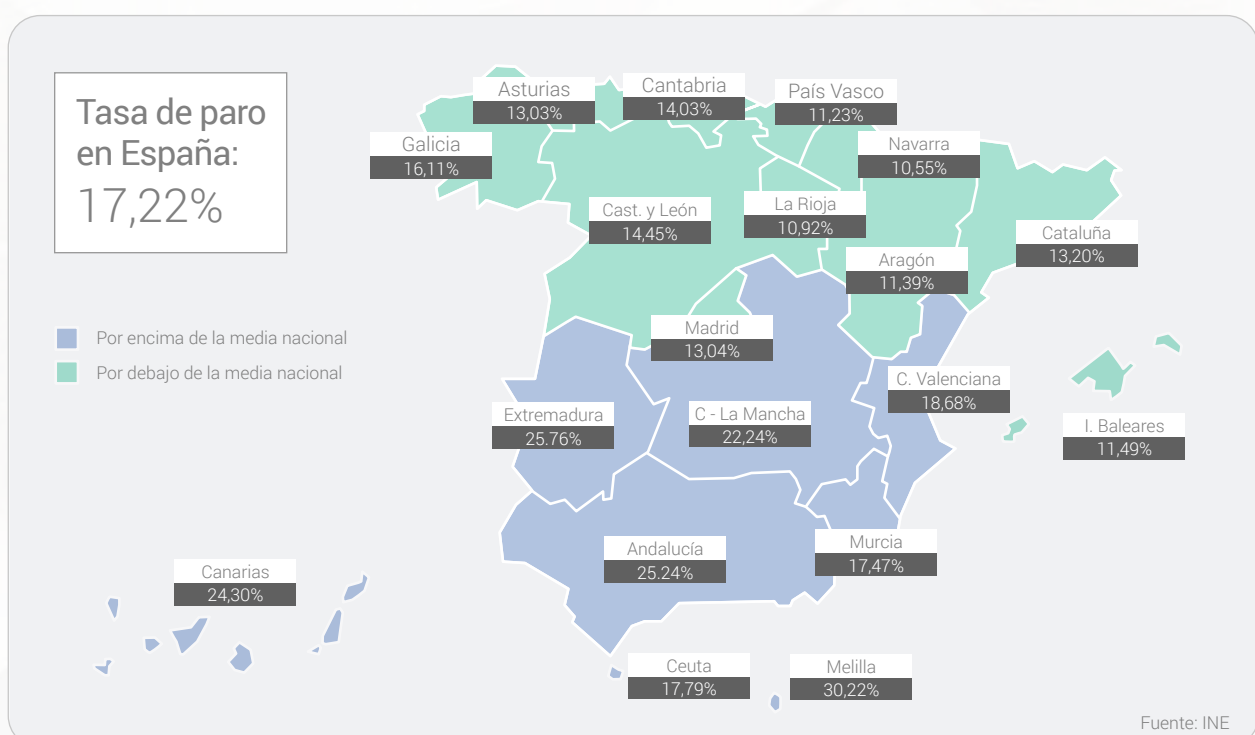 Tasa de paro
en España:
17,22%
Por encima de la media nacional
Por debajo de la media nacional
Asturias
13,03%
Cantabria
14,03%
País Vasco
11,23%
Galicia
16,11%
Navarra
10,55%
Cast. y León
14,45%
La Rioja
10,92%
Cataluña
13,20%
Aragón
11,39%
Madrid
13,04%
C. Valenciana
18,68%
Extremadura
25.76%
C - La Mancha
22,24%
I. Baleares
11,49%
Andalucía
25.24%
Murcia
17,47%
Canarias
24,30%
Ceuta
17,79%
Melilla
30,22%
Fuente: INE